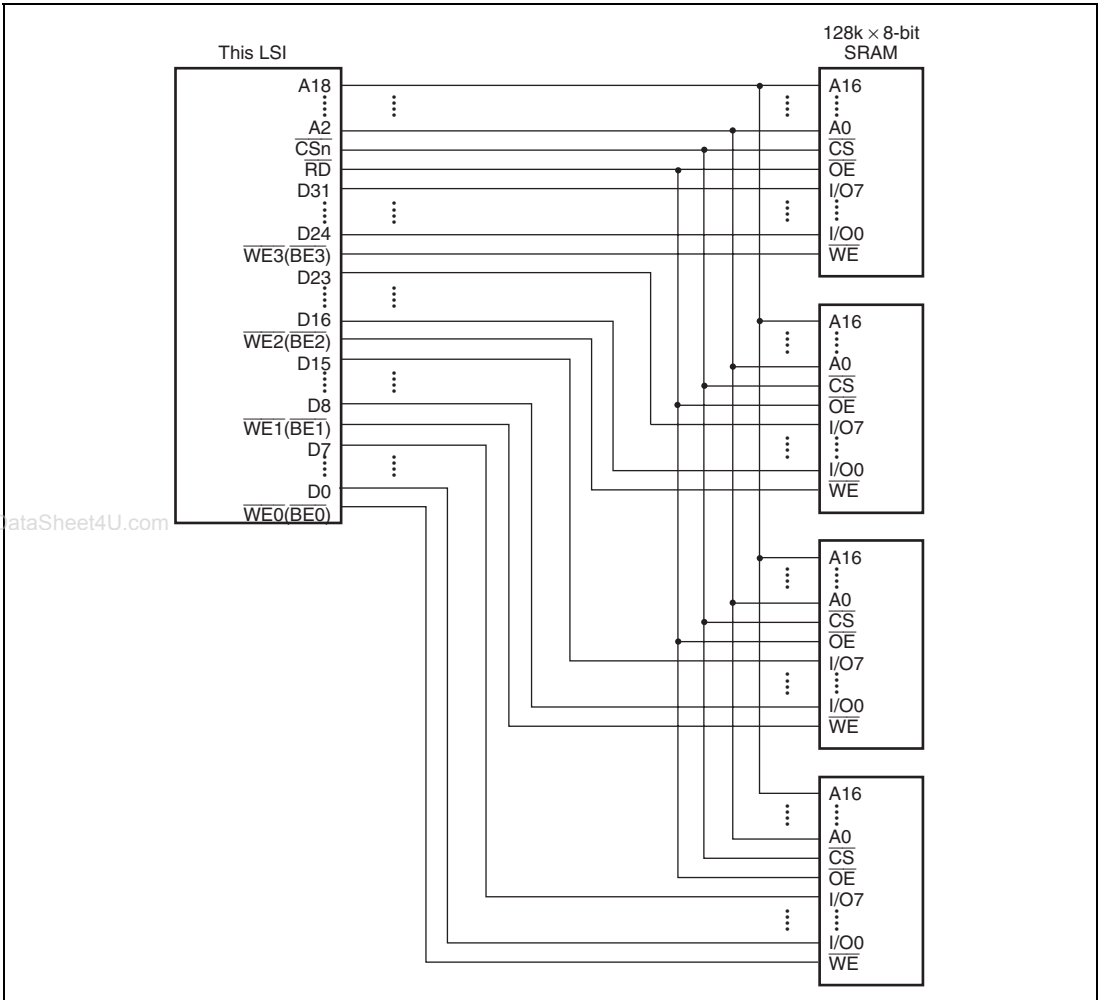 This LSI
A18
A2
CSn
RD
D31
D24
WE3(BE3)
D23
D16
WE2(BE2)
D15
D8
WE1(BE1)
D7
D0
WE0(BE0)
128k × 8-bit
SRAM
A16
A0
CS
OE
I/O7
I/O0
WE
A16
A0
CS
OE
I/O7
I/O0
WE
A16
A0
CS
OE
I/O7
I/O0
WE
A16
A0
CS
OE
I/O7
I/O0
WE
DataSheet4U.com